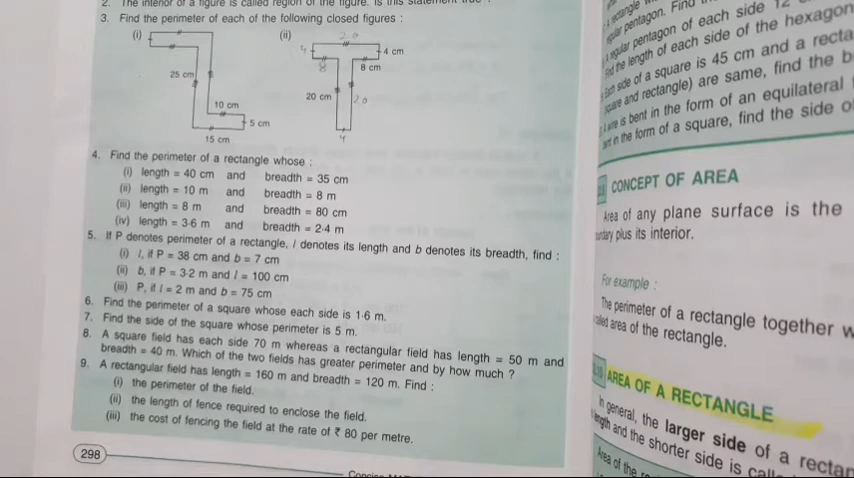 2. The interior of a figure is called region of the figure. Is this statement true ?
3. Find the perimeter of each of the following closed figures :
(i)
(ii)
20
4 cm
8
8 cm
25 cm
20 cm
20
10 cm
5 cm
15 cm
4
4. Find the perimeter of a rectangle whose :
(i) length = 40 cm and breadth = 35 cm
(ii) length = 10 m and breadth = 8 m
(iii) length = 8 m and breadth = 80 cm
(iv) length = 3·6 m and breadth = 2·4 m
5. If P denotes perimeter of a rectangle, l denotes its length and b denotes its breadth, find :
(i) l, if P = 38 cm and b = 7 cm
(ii) b, if P = 3·2 m and l = 100 cm
(iii) P, if l = 2 m and b = 75 cm
6. Find the perimeter of a square whose each side is 1·6 m.
7. Find the side of the square whose perimeter is 5 m.
8. A square field has each side 70 m whereas a rectangular field has length = 50 m and
breadth = 40 m. Which of the two fields has greater perimeter and by how much ?
9. A rectangular field has length = 160 m and breadth = 120 m. Find :
(i) the perimeter of the field.
(ii) the length of fence required to enclose the field.
(iii) the cost of fencing the field at the rate of ₹ 80 per metre.
298
pentagon. Find
pentagon of each side 12
the length of each side of the hexagon
side of a square is 45 cm and a recta
and rectangle) are same, find the b
is bent in the form of an equilateral
in the form of a square, find the side o
CONCEPT OF AREA
Area of any plane surface is the
plus its interior.
For example :
The perimeter of a rectangle together w
area of the rectangle.
AREA OF A RECTANGLE
In general, the larger side of a rectan
and the shorter side is call
Area of the